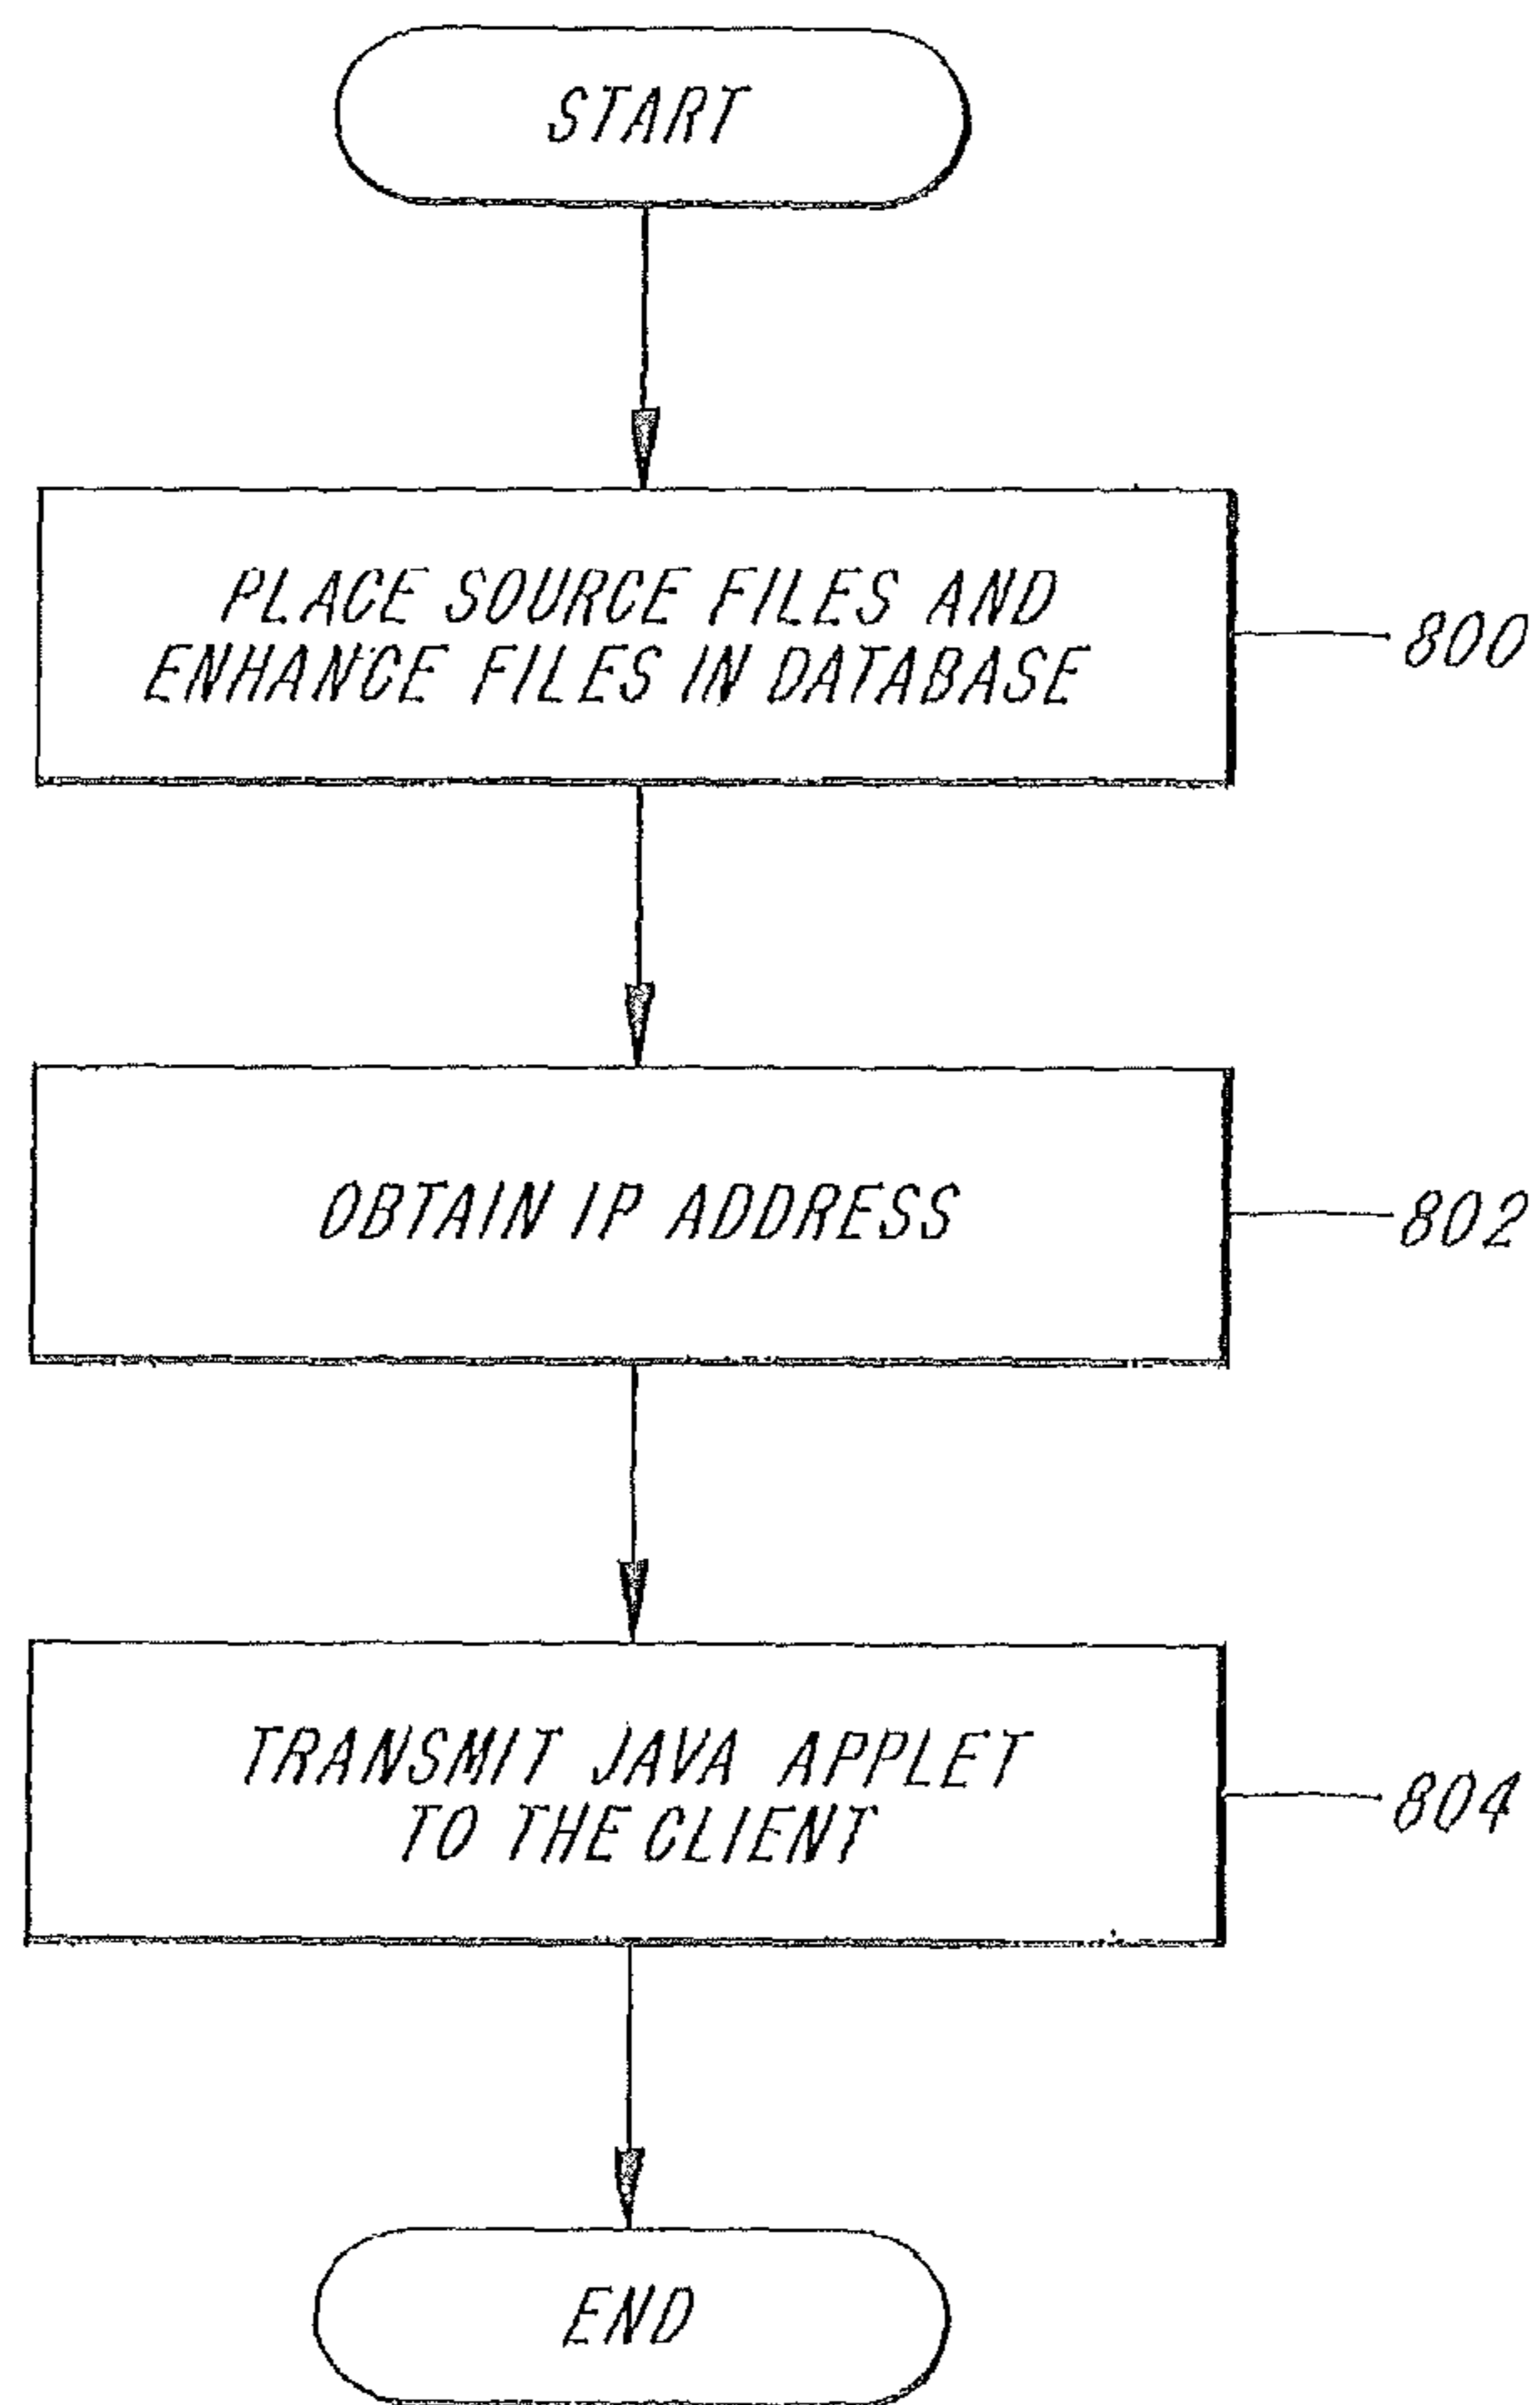 START
PLACE SOURCE FILES AND
ENHANCE FILES IN DATABASE
800
OBTAIN IP ADDRESS
802
TRANSMIT JAVA APPLET
TO THE CLIENT
804
END